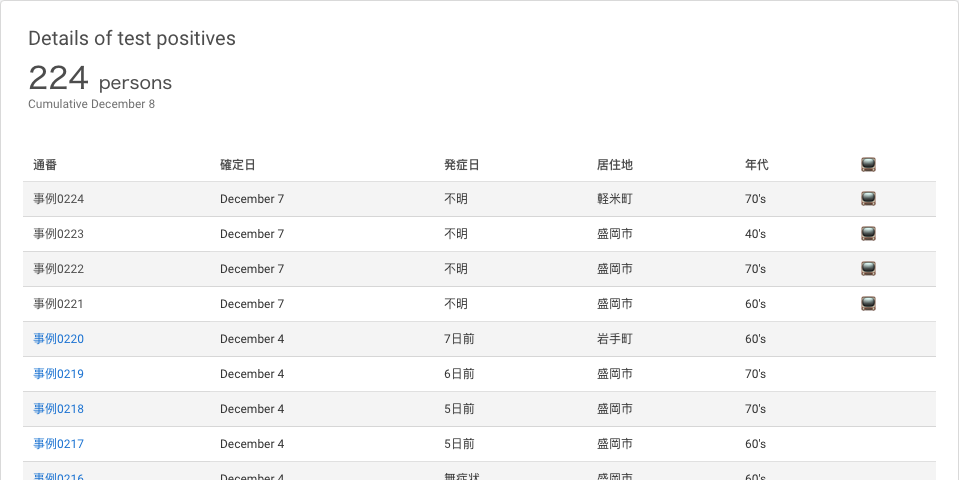 Details of test positives
224 persons
Cumulative December 8
通番 確定日 発症日 居住地 年代
事例0224 December 7 不明 軽米町 70's
事例0223 December 7 不明 盛岡市 40's
事例0222 December 7 不明 盛岡市 70's
事例0221 December 7 不明 盛岡市 60's
事例0220 December 4 7日前 岩手町 60's
事例0219 December 4 6日前 盛岡市 70's
事例0218 December 4 5日前 盛岡市 70's
事例0217 December 4 5日前 盛岡市 60's
事例0216 December 4 無症状 盛岡市 60's